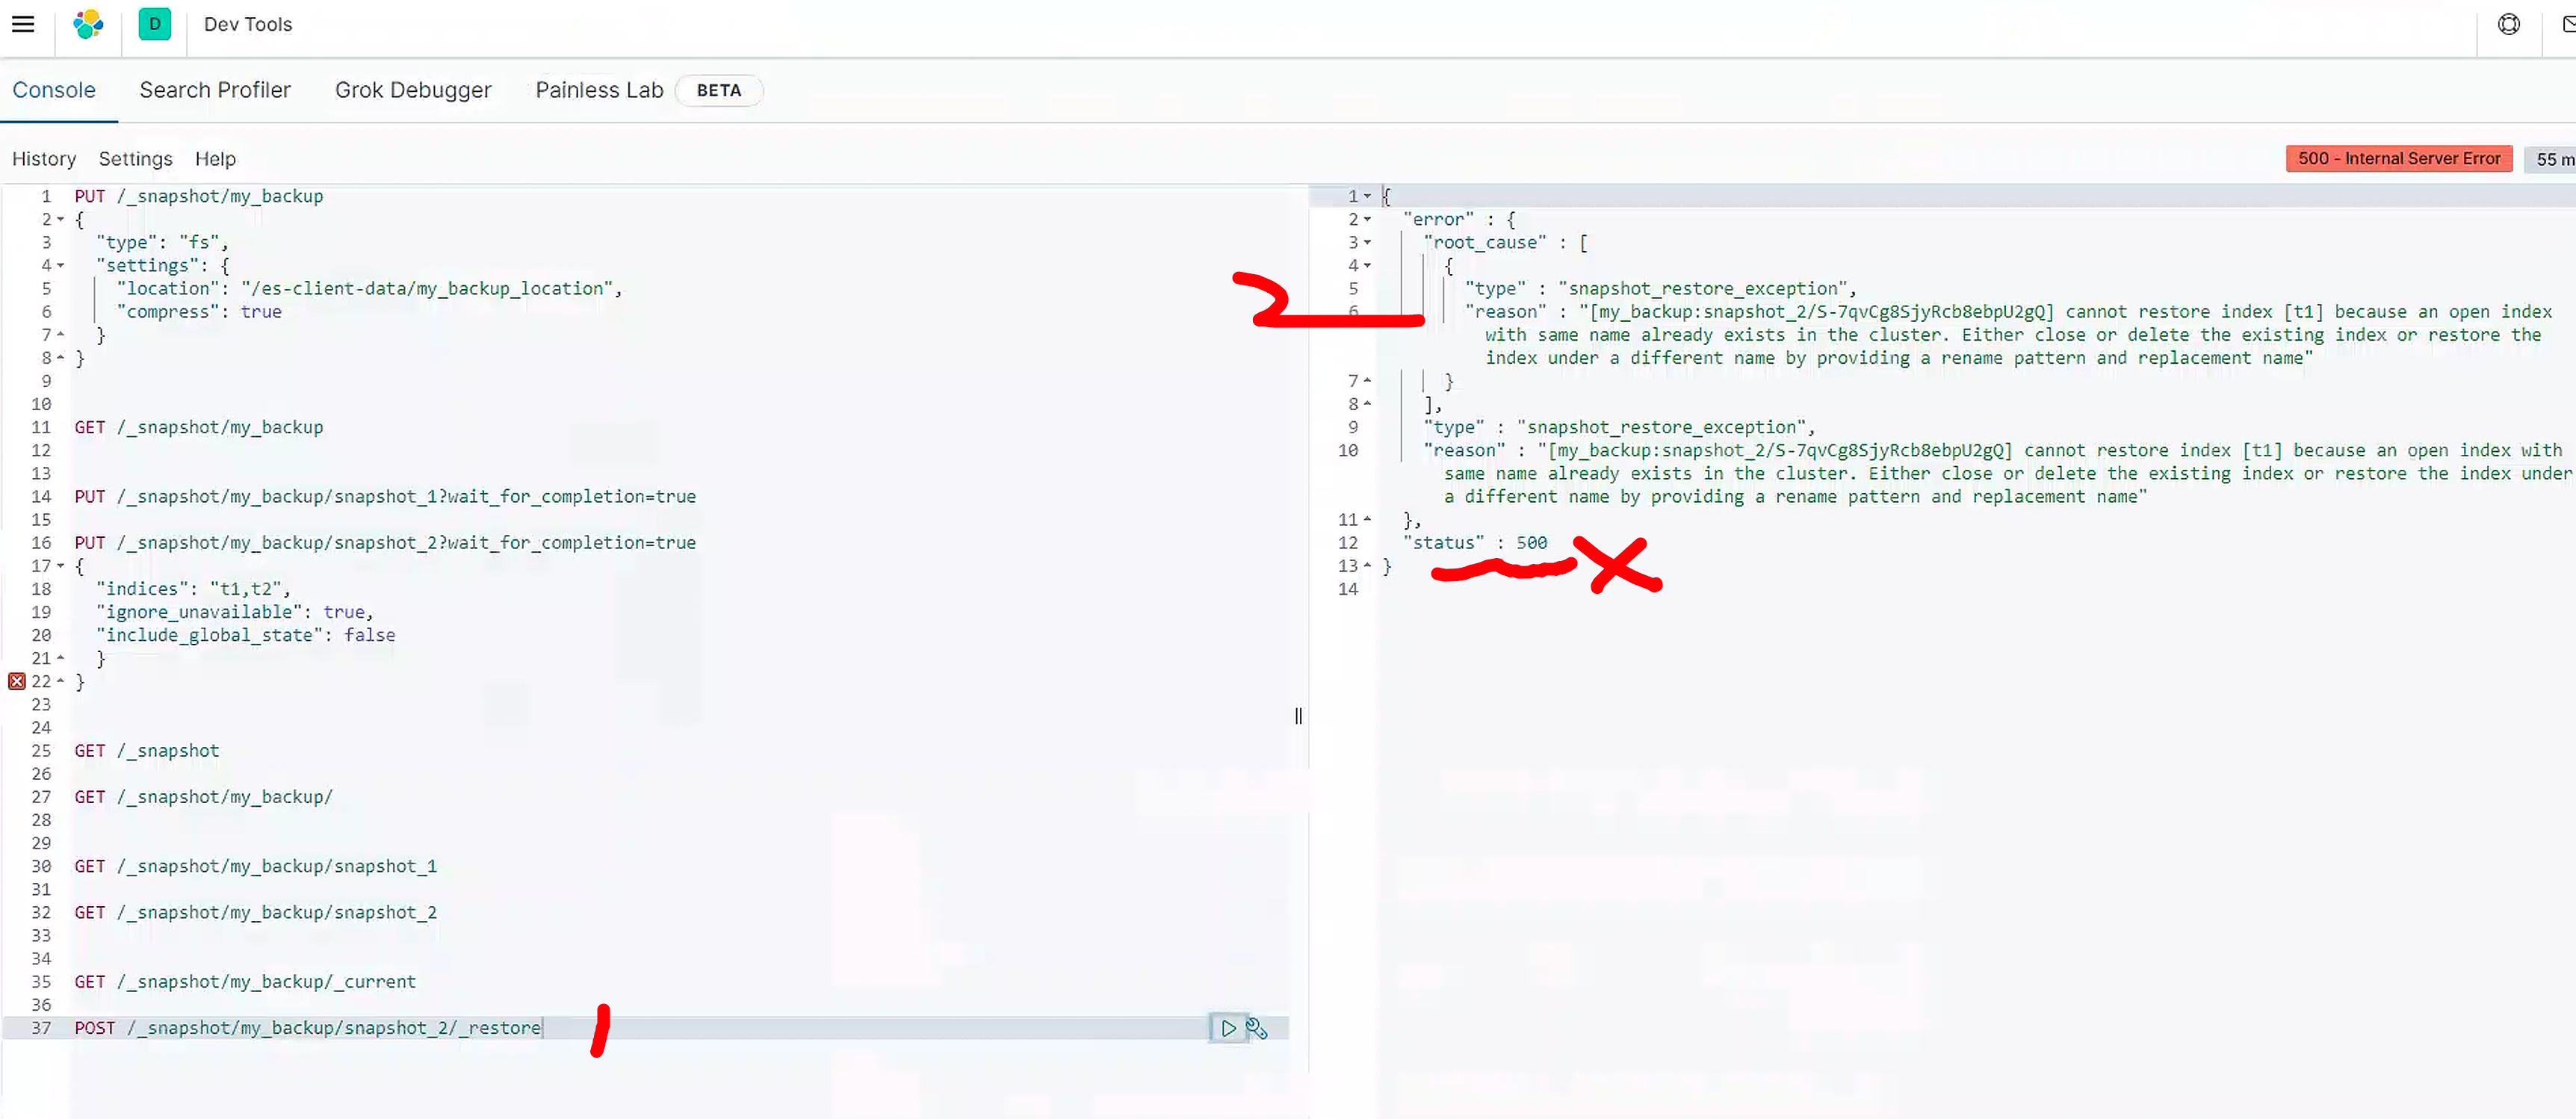 D Dev Tools
Console Search Profiler Grok Debugger Painless Lab BETA
History Settings Help
500 - Internal Server Error 55 m
1 PUT /_snapshot/my_backup
2 {
3 "type": "fs",
4 "settings": {
5 "location": "/es-client-data/my_backup_location",
6 "compress": true
7 }
8 }
9
10
11 GET /_snapshot/my_backup
12
13
14 PUT /_snapshot/my_backup/snapshot_1?wait_for_completion=true
15
16 PUT /_snapshot/my_backup/snapshot_2?wait_for_completion=true
17 {
18 "indices": "t1,t2",
19 "ignore_unavailable": true,
20 "include_global_state": false
21 }
22 }
23
24
25 GET /_snapshot
26
27 GET /_snapshot/my_backup/
28
29
30 GET /_snapshot/my_backup/snapshot_1
31
32 GET /_snapshot/my_backup/snapshot_2
33
34
35 GET /_snapshot/my_backup/_current
36
37 POST /_snapshot/my_backup/snapshot_2/_restore
1
2
1 {
2 "error" : {
3 "root_cause" : [
4 {
5 "type" : "snapshot_restore_exception",
6 "reason" : "[my_backup:snapshot_2/S-7qvCg8SjyRcb8ebpU2gQ] cannot restore index [t1] because an open index
with same name already exists in the cluster. Either close or delete the existing index or restore the
index under a different name by providing a rename pattern and replacement name"
7 }
8 ],
9 "type" : "snapshot_restore_exception",
10 "reason" : "[my_backup:snapshot_2/S-7qvCg8SjyRcb8ebpU2gQ] cannot restore index [t1] because an open index with
same name already exists in the cluster. Either close or delete the existing index or restore the index under
a different name by providing a rename pattern and replacement name"
11 },
12 "status" : 500
13 }
14